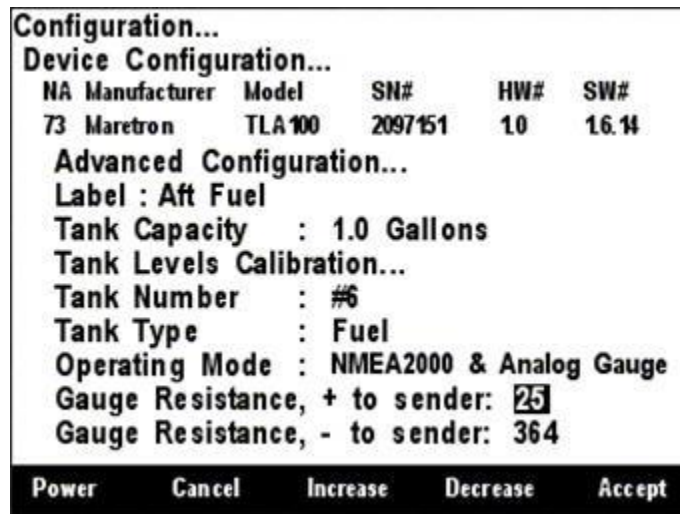 Configuration...
Device Configuration...
NA Manufacturer Model SN# HW# SW#
73 Maretron TLA100 2097151 1.0 1.6.14
Advanced Configuration...
Label : Aft Fuel
Tank Capacity : 1.0 Gallons
Tank Levels Calibration...
Tank Number : #6
Tank Type : Fuel
Operating Mode : NMEA2000 & Analog Gauge
Gauge Resistance, + to sender: 25
Gauge Resistance, - to sender: 364
Power Cancel Increase Decrease Accept